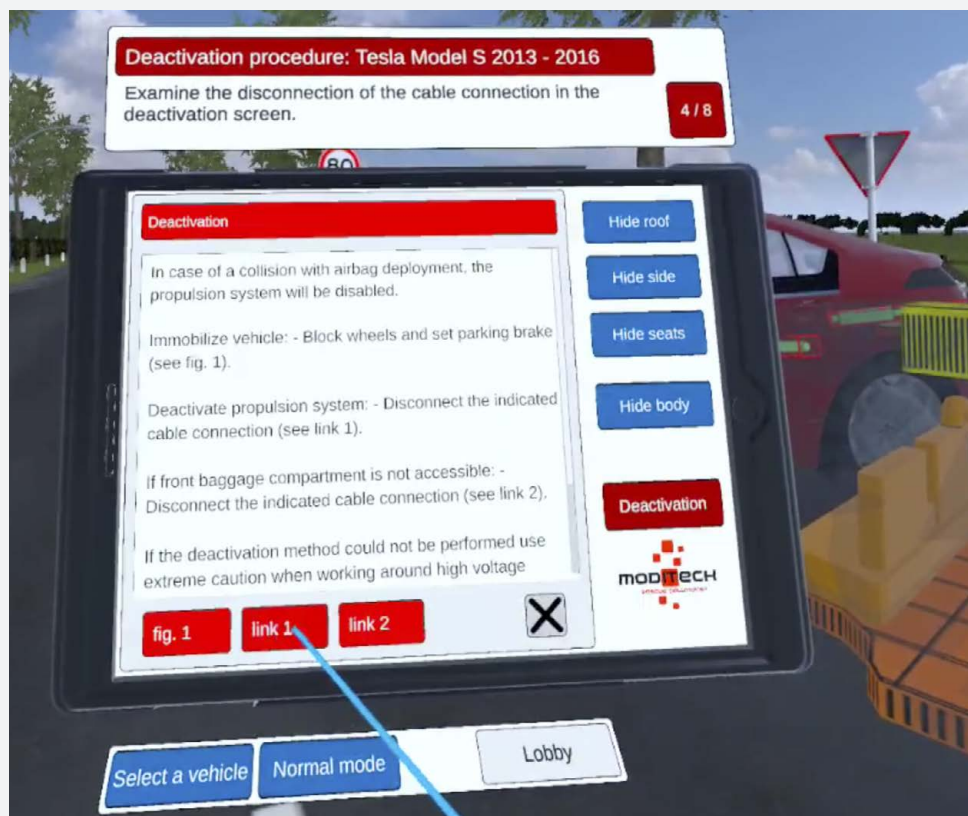 Deactivation procedure: Tesla Model S 2013 - 2016
Examine the disconnection of the cable connection in the
deactivation screen.
4 / 8
80
Deactivation
In case of a collision with airbag deployment, the
propulsion system will be disabled.
Immobilize vehicle: - Block wheels and set parking brake
(see fig. 1).
Deactivate propulsion system: - Disconnect the indicated
cable connection (see link 1).
If front baggage compartment is not accessible: -
Disconnect the indicated cable connection (see link 2).
If the deactivation method could not be performed use
extreme caution when working around high voltage
fig. 1
link 1
link 2
Hide roof
Hide side
Hide seats
Hide body
Deactivation
MODITECH
Select a vehicle
Normal mode
Lobby